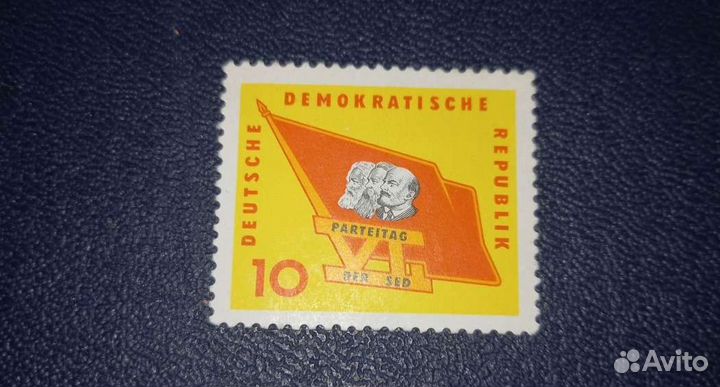 DEUTSCHE
DEMOKRATISCHE
REPUBLIK
PARTEITAG
VI.
DER SED
10
Avito